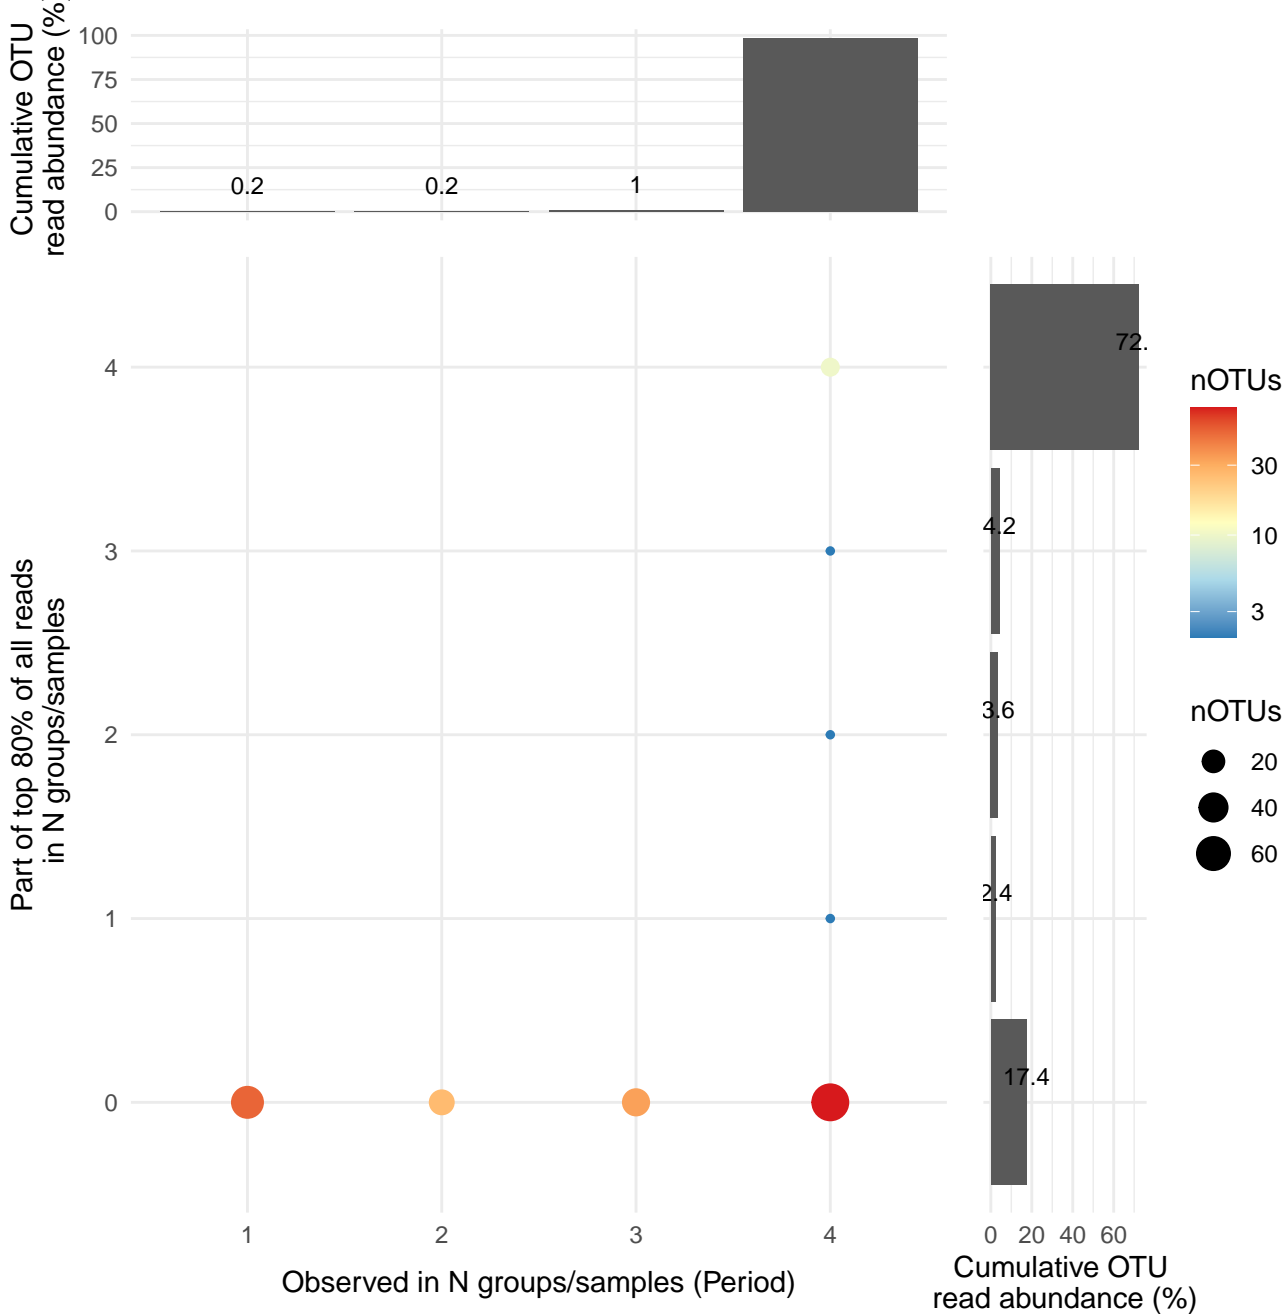 Cumulative OTU
read abundance (%)
100
75
50
25
0
0.2
0.2
1
4
3
2
1
0
Part of top 80% of all reads
in N groups/samples
1
2
3
4
Observed in N groups/samples (Period)
72.
4.2
3.6
2.4
17.4
0 20 40 60
Cumulative OTU
read abundance (%)
nOTUs
30
10
3
nOTUs
20
40
60